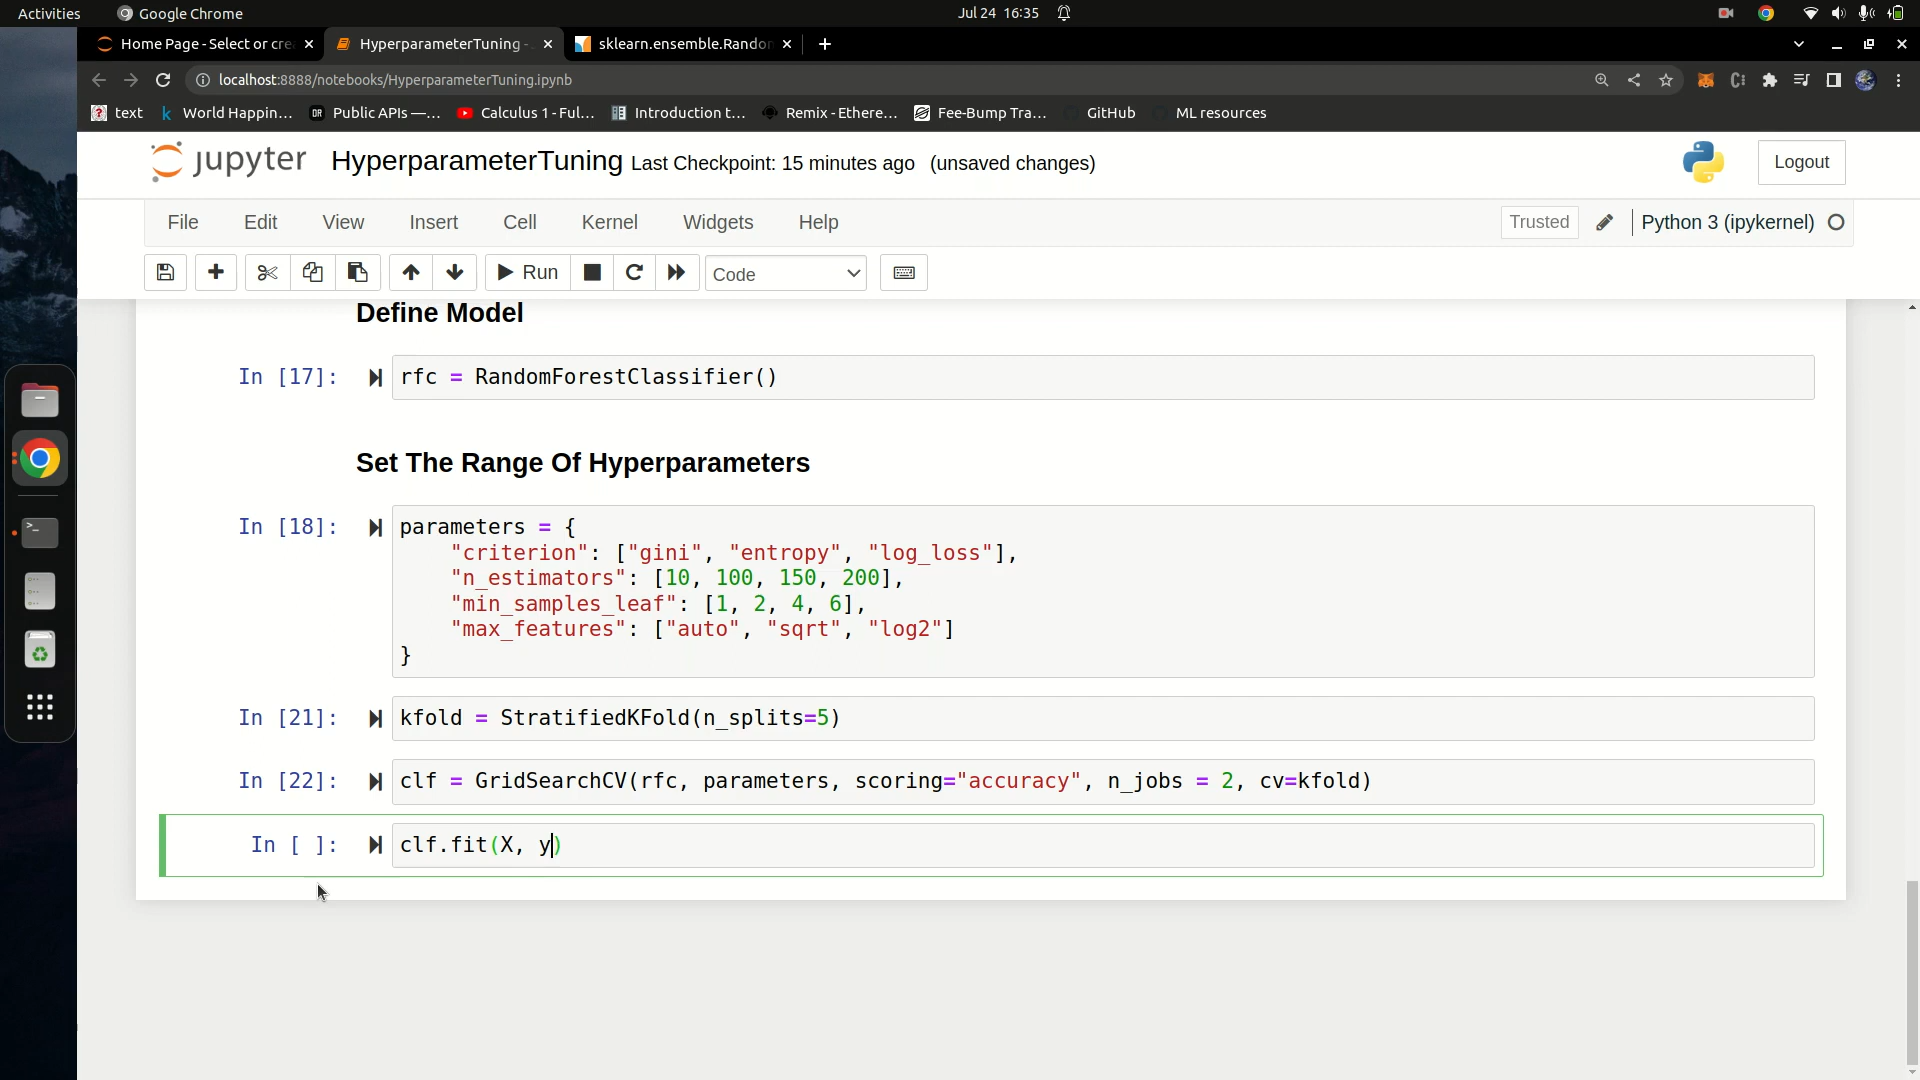 Activities
Google Chrome
Jul 24 16:35
Home Page - Select or cre
HyperparameterTuning -
sklearn.ensemble.Random
localhost:8888/notebooks/HyperparameterTuning.ipynb
text
World Happin...
Public APIs —...
Calculus 1 - Ful...
Introduction t...
Remix - Ethere...
Fee-Bump Tra...
GitHub
ML resources
jupyter
HyperparameterTuning Last Checkpoint: 15 minutes ago (unsaved changes)
Logout
File Edit View Insert Cell Kernel Widgets Help
Trusted
Python 3 (ipykernel)
Run
Code
Define Model
In [17]: rfc = RandomForestClassifier()
Set The Range Of Hyperparameters
In [18]: parameters = {
"criterion": ["gini", "entropy", "log_loss"],
"n_estimators": [10, 100, 150, 200],
"min_samples_leaf": [1, 2, 4, 6],
"max_features": ["auto", "sqrt", "log2"]
}
In [21]: kfold = StratifiedKFold(n_splits=5)
In [22]: clf = GridSearchCV(rfc, parameters, scoring="accuracy", n_jobs = 2, cv=kfold)
In [ ]: clf.fit(X, y)